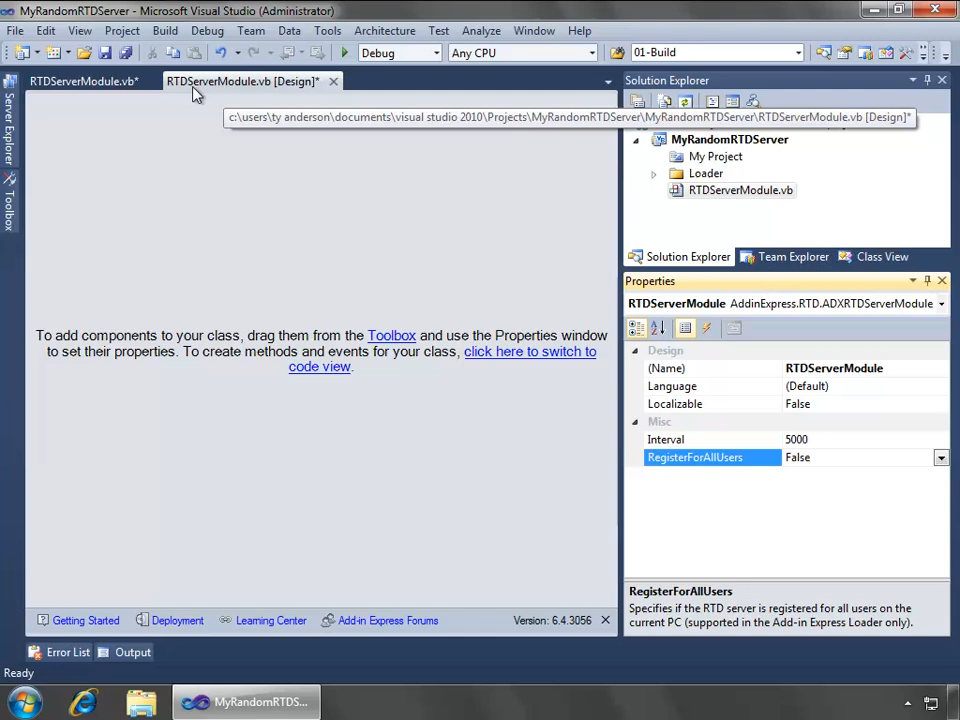 MyRandomRTDServer - Microsoft Visual Studio (Administrator)
File Edit View Project Build Debug Team Data Tools Architecture Test Analyze Window Help
Debug Any CPU 01-Build
RTDServerModule.vb* RTDServerModule.vb [Design]*
c:\users\ty anderson\documents\visual studio 2010\Projects\MyRandomRTDServer\MyRandomRTDServer\RTDServerModule.vb [Design]*
Server Explorer
Toolbox
To add components to your class, drag them from the Toolbox and use the Properties window
to set their properties. To create methods and events for your class, click here to switch to
code view.
Getting Started Deployment Learning Center Add-in Express Forums Version: 6.4.3056
Solution Explorer
MyRandomRTDServer
My Project
Loader
RTDServerModule.vb
Solution Explorer Team Explorer Class View
Properties
RTDServerModule AddinExpress.RTD.ADXRTDServerModule
Design
(Name) RTDServerModule
Language (Default)
Localizable False
Misc
Interval 5000
RegisterForAllUsers False
RegisterForAllUsers
Specifies if the RTD server is registered for all users on the
current PC (supported in the Add-in Express Loader only).
Error List Output
Ready
MyRandomRTDS...